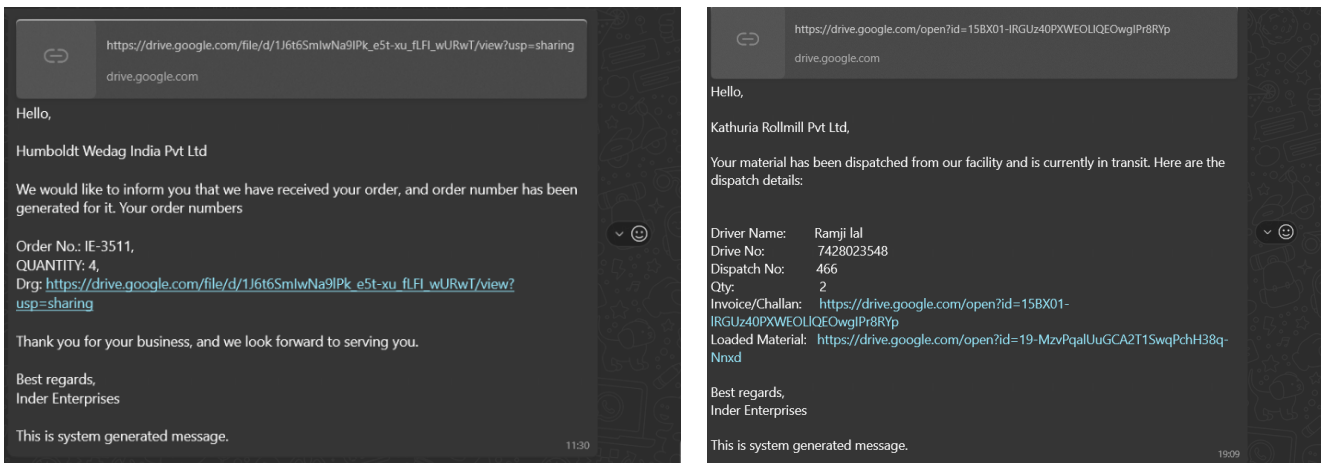 https://drive.google.com/file/d/1J6t6SmIwNa9lPk_e5t-xu_fLFI_wURwT/view?usp=sharing
drive.google.com
Hello,
Humboldt Wedag India Pvt Ltd
We would like to inform you that we have received your order, and order number has been
generated for it. Your order numbers
Order No.: IE-3511,
QUANTITY: 4,
Drg: https://drive.google.com/file/d/1J6t6SmIwNa9lPk_e5t-xu_fLFI_wURwT/view?
usp=sharing
Thank you for your business, and we look forward to serving you.
Best regards,
Inder Enterprises
This is system generated message.
11:30
https://drive.google.com/open?id=15BX01-lRGUz40PXWEOLlQEOwgIPr8RYp
drive.google.com
Hello,
Kathuria Rollmill Pvt Ltd,
Your material has been dispatched from our facility and is currently in transit. Here are the
dispatch details:
Driver Name: Ramji lal
Drive No: 7428023548
Dispatch No: 466
Qty: 2
Invoice/Challan: https://drive.google.com/open?id=15BX01-
lRGUz40PXWEOLlQEOwgIPr8RYp
Loaded Material: https://drive.google.com/open?id=19-MzvPqalUuGCA2T1SwqPchH38q-
Nnxd
Best regards,
Inder Enterprises
This is system generated message.
19:09